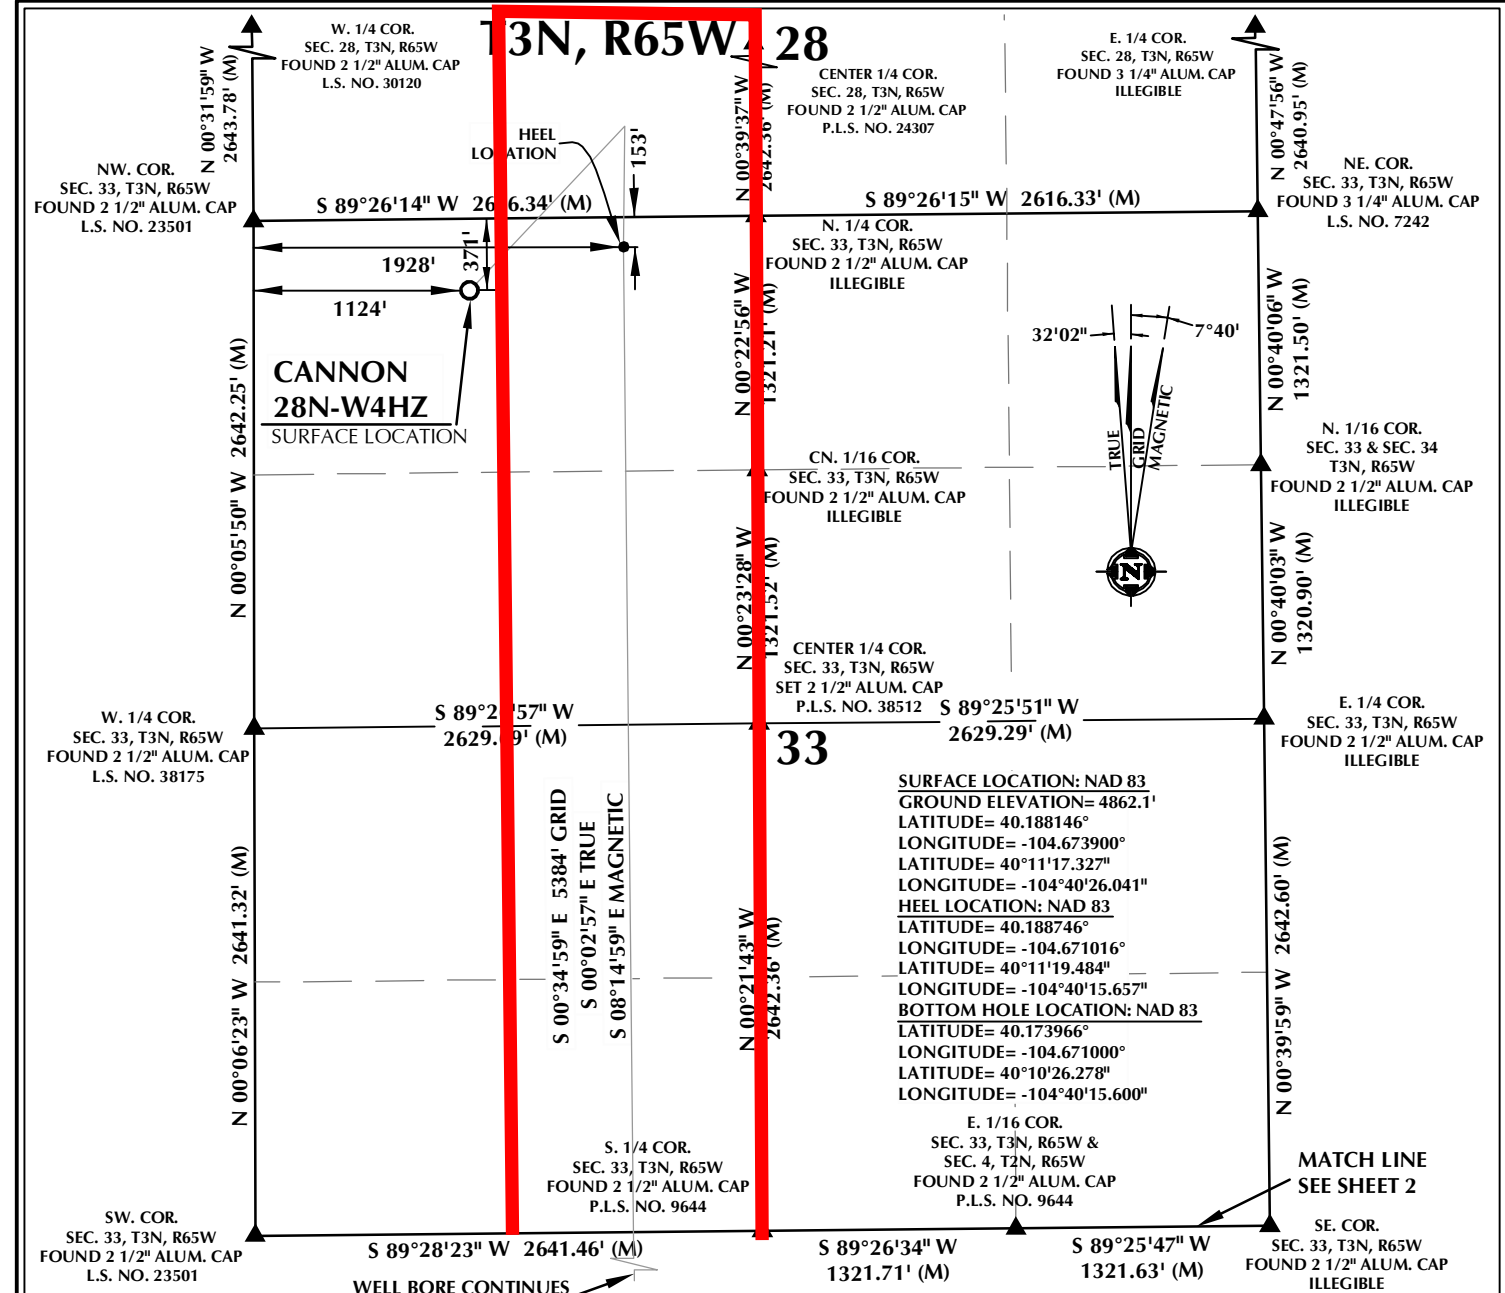 T3N, R65W
28
W. 1/4 COR.
SEC. 28, T3N, R65W
FOUND 2 1/2" ALUM. CAP
L.S. NO. 30120
N 00°31'59" W
2643.78' (M)
CENTER 1/4 COR.
SEC. 28, T3N, R65W
FOUND 2 1/2" ALUM. CAP
P.L.S. NO. 24307
N 00°39'37" W
2642.36' (M)
E. 1/4 COR.
SEC. 28, T3N, R65W
FOUND 3 1/4" ALUM. CAP
ILLEGIBLE
N 00°47'56" W
2640.95' (M)
HEEL
LOCATION
153'
NW. COR.
SEC. 33, T3N, R65W
FOUND 2 1/2" ALUM. CAP
L.S. NO. 23501
S 89°26'14" W
S 89°26'15" W 2616.33' (M)
NE. COR.
SEC. 33, T3N, R65W
FOUND 3 1/4" ALUM. CAP
L.S. NO. 7242
N. 1/4 COR.
SEC. 33, T3N, R65W
FOUND 2 1/2" ALUM. CAP
ILLEGIBLE
1928'
371'
1124'
CANNON
28N-W4HZ
SURFACE LOCATION
N 00°05'50" W 2642.25' (M)
N 00°22'56" W
1321.21' (M)
32'02"
7°40'
TRUE
GRID
MAGNETIC
N
N 00°40'06" W
1321.50' (M)
CN. 1/16 COR.
SEC. 33, T3N, R65W
FOUND 2 1/2" ALUM. CAP
ILLEGIBLE
N. 1/16 COR.
SEC. 33 & SEC. 34
T3N, R65W
FOUND 2 1/2" ALUM. CAP
ILLEGIBLE
N 00°23'28" W
1321.52' (M)
N 00°40'03" W
1320.90' (M)
CENTER 1/4 COR.
SEC. 33, T3N, R65W
SET 2 1/2" ALUM. CAP
P.L.S. NO. 38512
W. 1/4 COR.
SEC. 33, T3N, R65W
FOUND 2 1/2" ALUM. CAP
L.S. NO. 38175
S 89°25'51" W
2629.29' (M)
E. 1/4 COR.
SEC. 33, T3N, R65W
FOUND 2 1/2" ALUM. CAP
ILLEGIBLE
33
N 00°06'23" W 2641.32' (M)
S 00°34'59" E 5384' GRID
S 00°02'57" E TRUE
S 08°14'59" E MAGNETIC
N 00°21'43" W
2642.36' (M)
SURFACE LOCATION: NAD 83
GROUND ELEVATION= 4862.1'
LATITUDE= 40.188146°
LONGITUDE= -104.673900°
LATITUDE= 40°11'17.327"
LONGITUDE= -104°40'26.041"
HEEL LOCATION: NAD 83
LATITUDE= 40.188746°
LONGITUDE= -104.671016°
LATITUDE= 40°11'19.484"
LONGITUDE= -104°40'15.657"
BOTTOM HOLE LOCATION: NAD 83
LATITUDE= 40.173966°
LONGITUDE= -104.671000°
LATITUDE= 40°10'26.278"
LONGITUDE= -104°40'15.600"
N 00°39'59" W 2642.60' (M)
S. 1/4 COR.
SEC. 33, T3N, R65W
FOUND 2 1/2" ALUM. CAP
P.L.S. NO. 9644
E. 1/16 COR.
SEC. 33, T3N, R65W &
SEC. 4, T2N, R65W
FOUND 2 1/2" ALUM. CAP
P.L.S. NO. 9644
MATCH LINE
SEE SHEET 2
SW. COR.
SEC. 33, T3N, R65W
FOUND 2 1/2" ALUM. CAP
L.S. NO. 23501
S 89°28'23" W 2641.46' (M)
S 89°26'34" W
1321.71' (M)
S 89°25'47" W
1321.63' (M)
SE. COR.
SEC. 33, T3N, R65W
FOUND 2 1/2" ALUM. CAP
ILLEGIBLE
WELL BORE CONTINUES